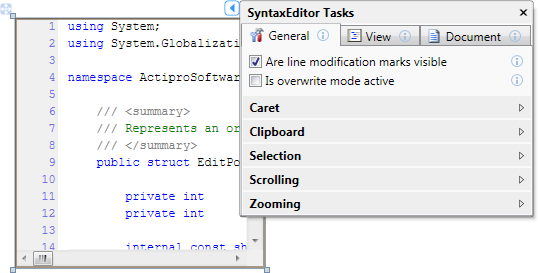 SyntaxEditor Tasks
General
View
Document
Are line modification marks visible
Is overwrite mode active
Caret
Clipboard
Selection
Scrolling
Zooming
1 using System;
2 using System.Globalizati
3
4 namespace ActiproSoftware
5
6 /// <summary>
7 /// Represents an or
8 /// </summary>
9 public struct EditPo
10
11 private int
12 private int
13
14 internal const sh